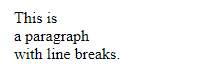 This is
a paragraph
with line breaks.